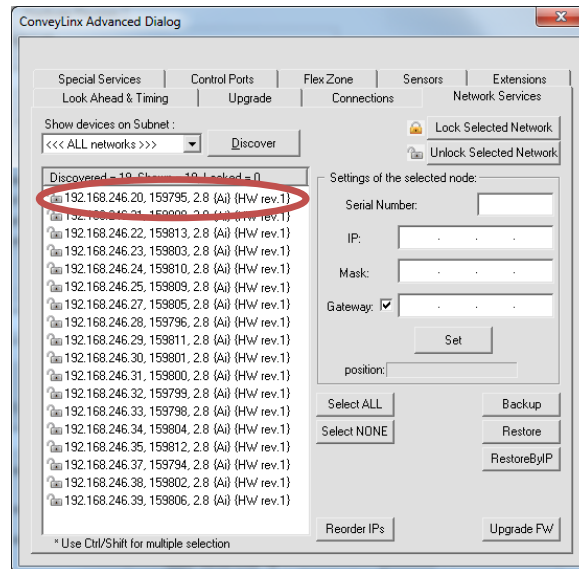 ConveyLinx Advanced Dialog
Special Services
Control Ports
Flex Zone
Sensors
Extensions
Look Ahead & Timing
Upgrade
Connections
Network Services
Show devices on Subnet :
<<< ALL networks >>>
Discover
Lock Selected Network
Unlock Selected Network
Discovered = 19 Shown = 19 Locked = 0
192.168.246.20, 159795, 2.8 {Ai} {HW rev.1}
192.168.246.21, 159808, 2.8 {Ai} {HW rev.1}
192.168.246.22, 159813, 2.8 {Ai} {HW rev.1}
192.168.246.23, 159803, 2.8 {Ai} {HW rev.1}
192.168.246.24, 159810, 2.8 {Ai} {HW rev.1}
192.168.246.25, 159809, 2.8 {Ai} {HW rev.1}
192.168.246.27, 159805, 2.8 {Ai} {HW rev.1}
192.168.246.28, 159796, 2.8 {Ai} {HW rev.1}
192.168.246.29, 159811, 2.8 {Ai} {HW rev.1}
192.168.246.30, 159801, 2.8 {Ai} {HW rev.1}
192.168.246.31, 159800, 2.8 {Ai} {HW rev.1}
192.168.246.32, 159799, 2.8 {Ai} {HW rev.1}
192.168.246.33, 159798, 2.8 {Ai} {HW rev.1}
192.168.246.34, 159804, 2.8 {Ai} {HW rev.1}
192.168.246.35, 159812, 2.8 {Ai} {HW rev.1}
192.168.246.37, 159794, 2.8 {Ai} {HW rev.1}
192.168.246.38, 159802, 2.8 {Ai} {HW rev.1}
192.168.246.39, 159806, 2.8 {Ai} {HW rev.1}
* Use Ctrl/Shift for multiple selection
Settings of the selected node:
Serial Number:
IP: . . .
Mask: . . .
Gateway: . . .
Set
position:
Select ALL
Backup
Select NONE
Restore
RestoreByIP
Reorder IPs
Upgrade FW